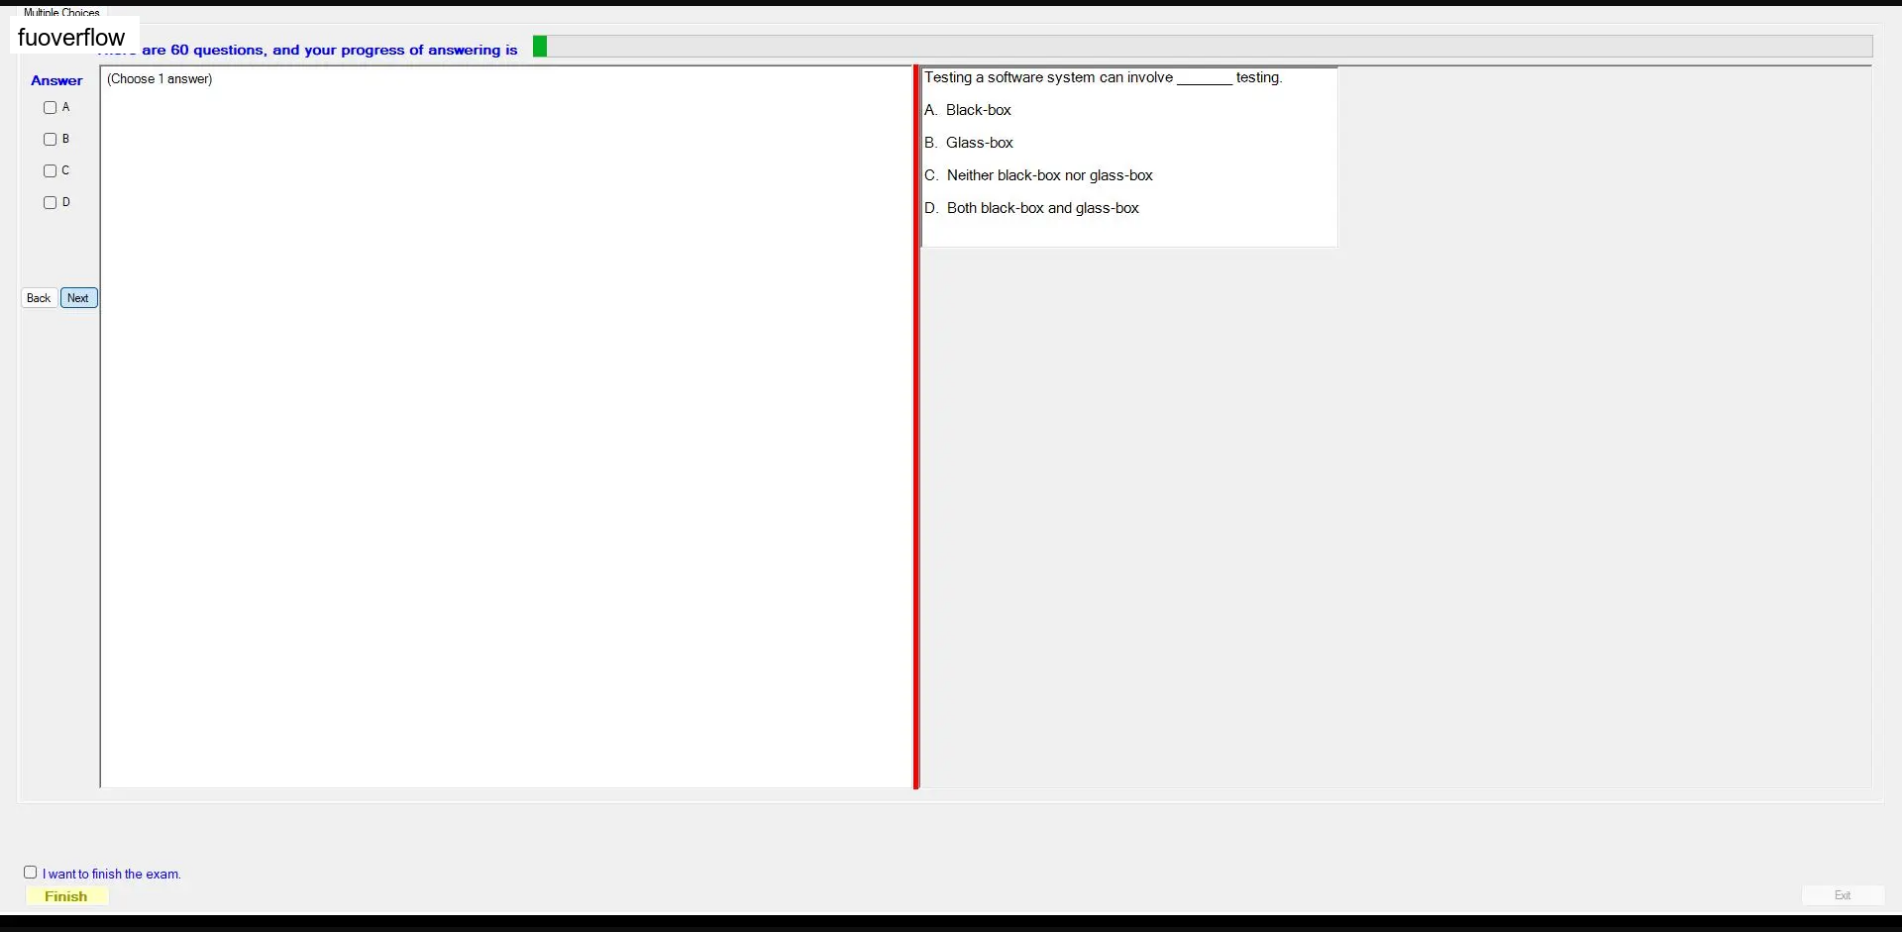 Multiple Choices
fuoverflow
are 60 questions, and your progress of answering is
Answer
(Choose 1 answer)
A
B
C
D
Back Next
Testing a software system can involve _______ testing.
A. Black-box
B. Glass-box
C. Neither black-box nor glass-box
D. Both black-box and glass-box
I want to finish the exam.
Finish
Exit